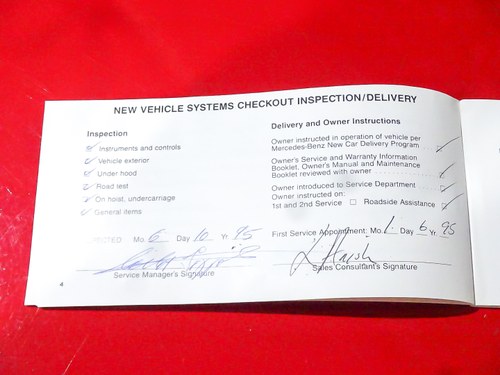 NEW VEHICLE SYSTEMS CHECKOUT INSPECTION/DELIVERY
Inspection
Instruments and controls
Vehicle exterior
Under hood
Road test
On hoist, undercarriage
General items
Mo. 6 Day 10 Yr. 95
Service Manager's Signature
4
Delivery and Owner Instructions
Owner instructed in operation of vehicle per
Mercedes-Benz New Car Delivery Program
Owner's Service and Warranty Information
Booklet, Owner's Manual and Maintenance
Booklet reviewed with owner
Owner introduced to Service Department
Owner instructed on:
1st and 2nd Service Roadside Assistance
First Service Appointment: Mo. 1 Day 6 Yr. 95
Sales Consultant's Signature